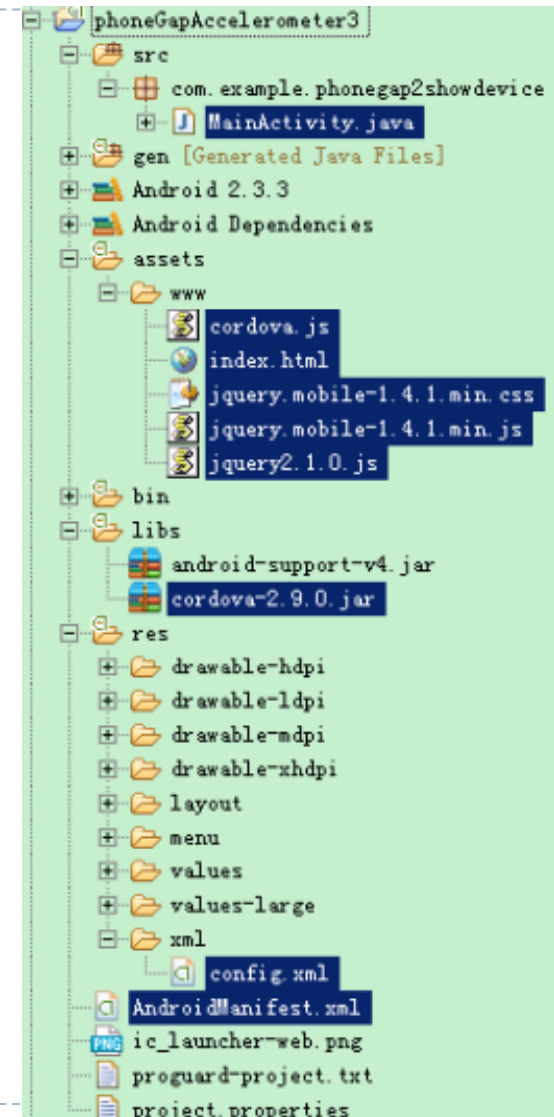 phoneGapAccelerometer3
src
com.example.phonegap2showdevice
MainActivity.java
gen [Generated Java Files]
Android 2.3.3
Android Dependencies
assets
www
cordova.js
index.html
jquery.mobile-1.4.1.min.css
jquery.mobile-1.4.1.min.js
jquery2.1.0.js
bin
libs
android-support-v4.jar
cordova-2.9.0.jar
res
drawable-hdpi
drawable-ldpi
drawable-mdpi
drawable-xhdpi
layout
menu
values
values-large
xml
config.xml
AndroidManifest.xml
ic_launcher-web.png
proguard-project.txt
project.properties